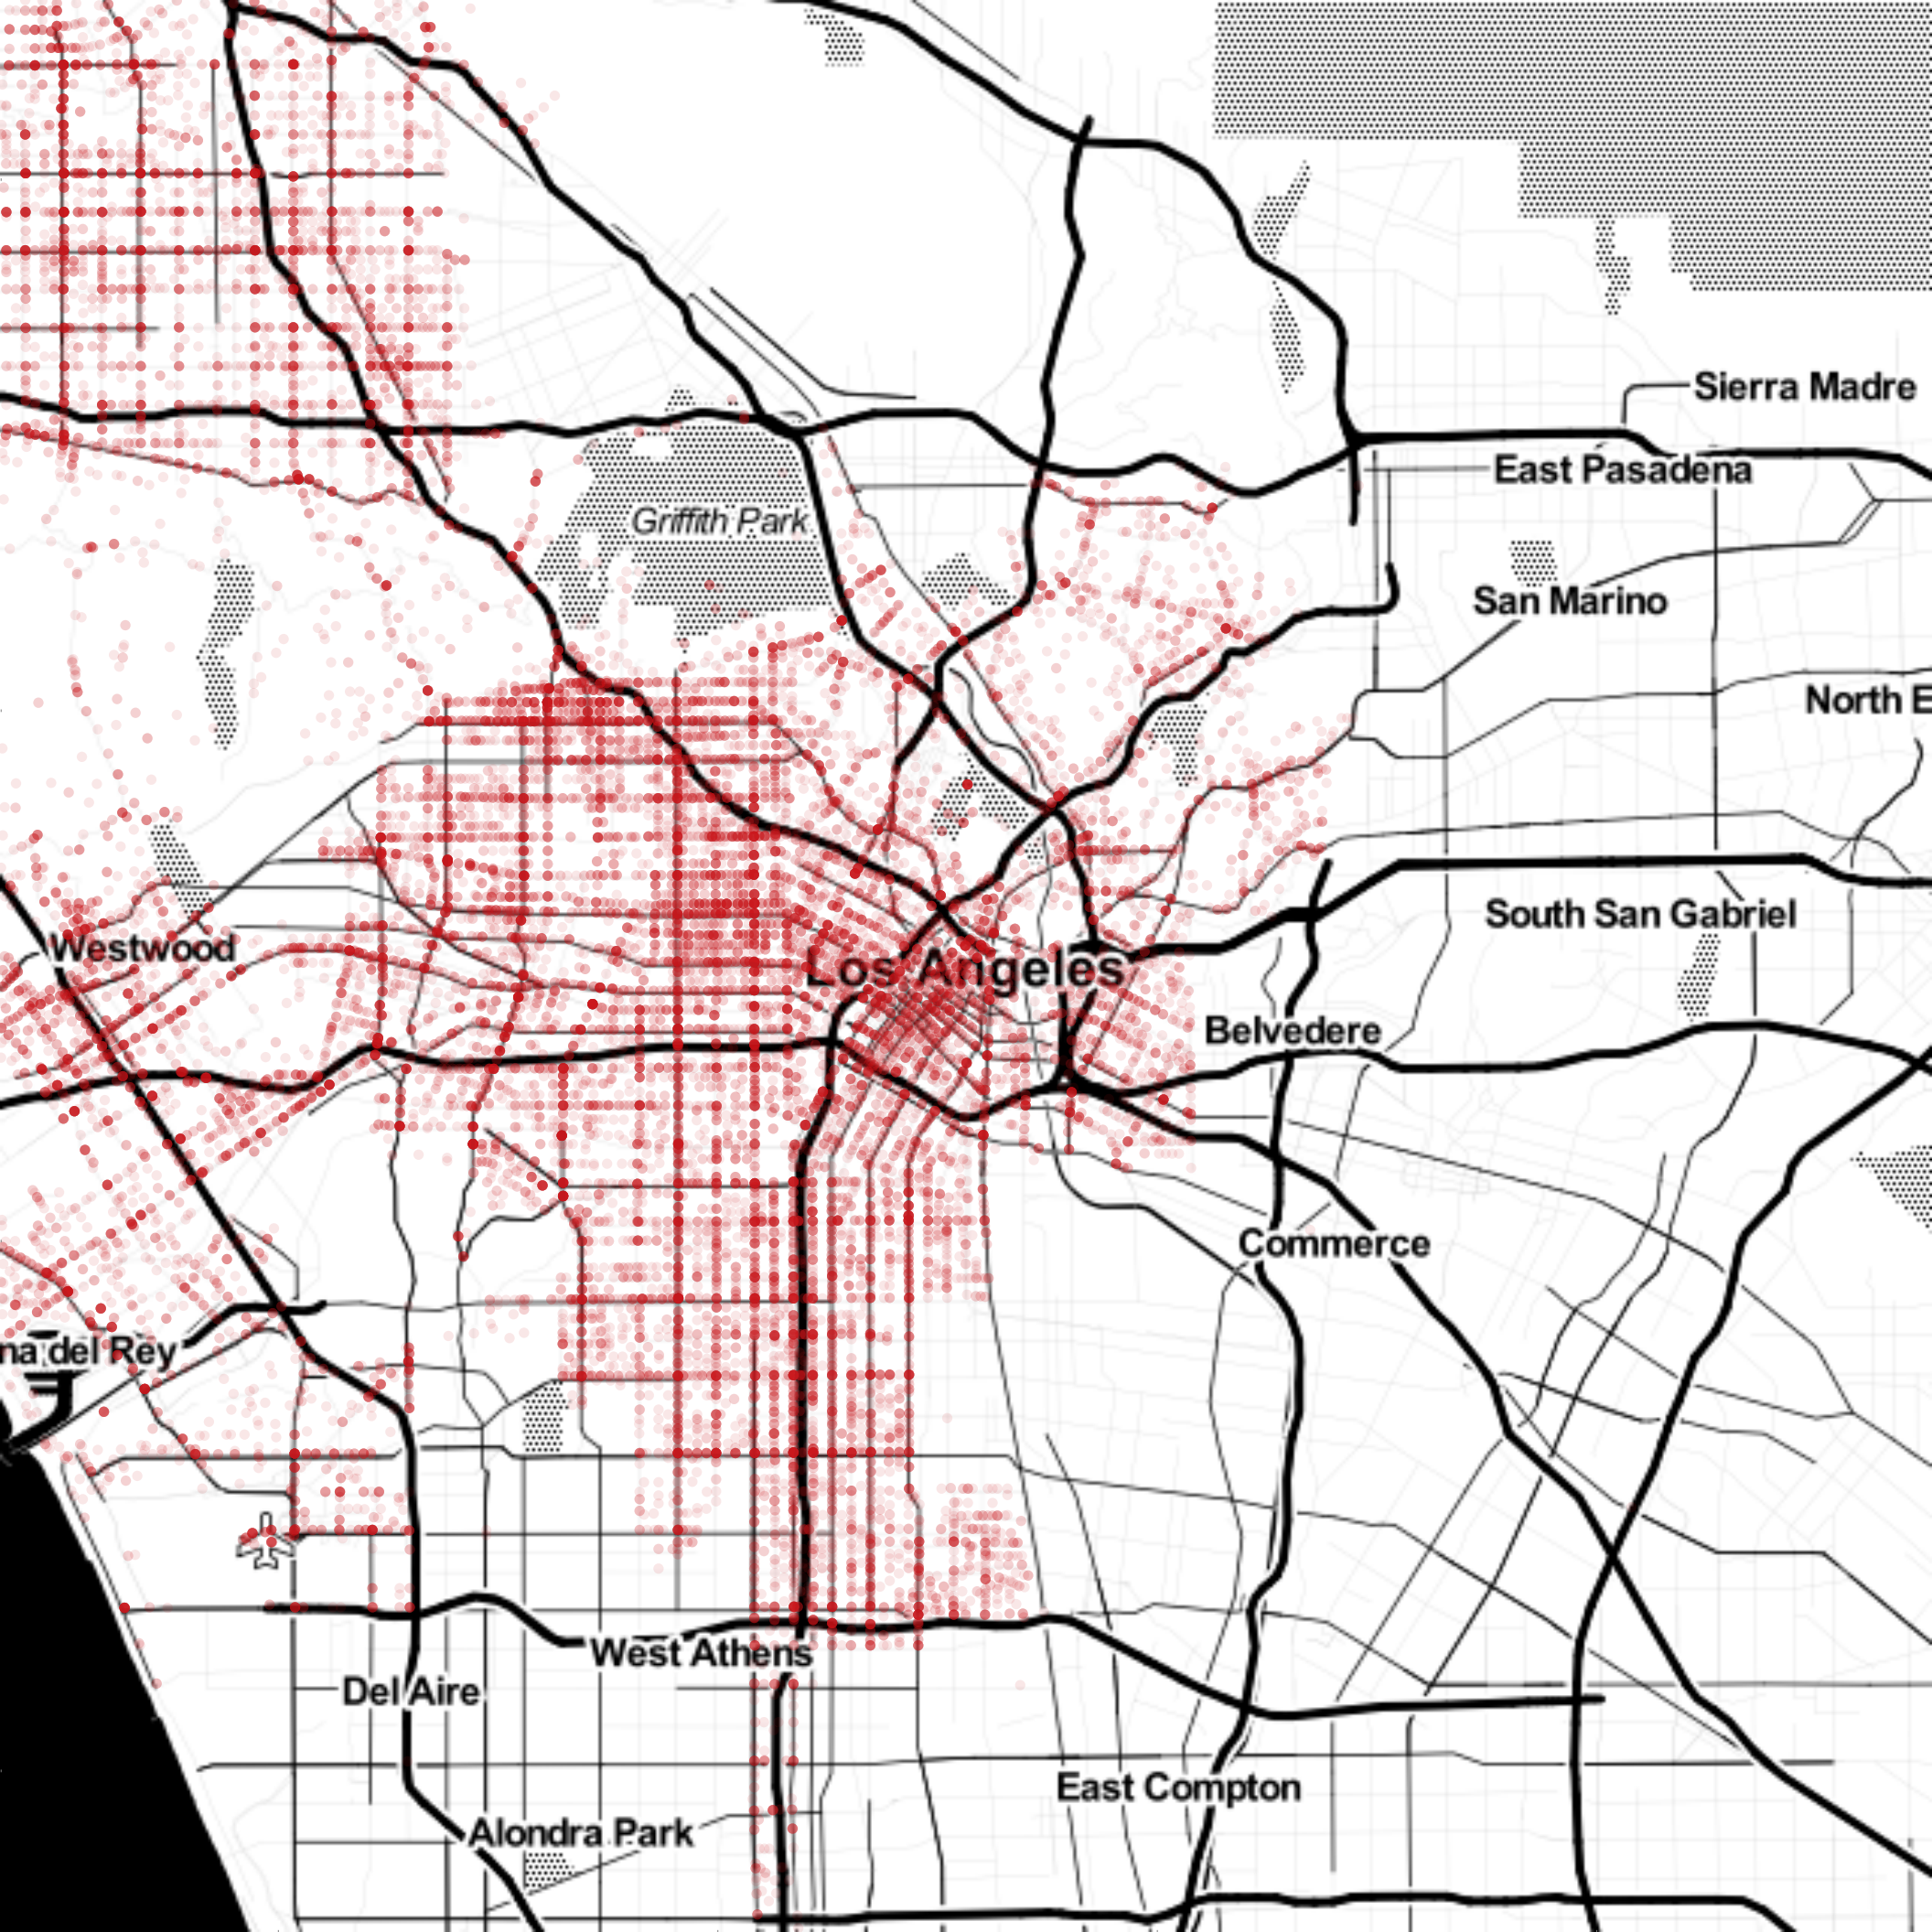 Sierra Madre
East Pasadena
Griffith Park
San Marino
North E
South San Gabriel
Westwood
Los Angeles
Belvedere
Commerce
na del Rey
West Athens
Del Aire
East Compton
Alondra Park